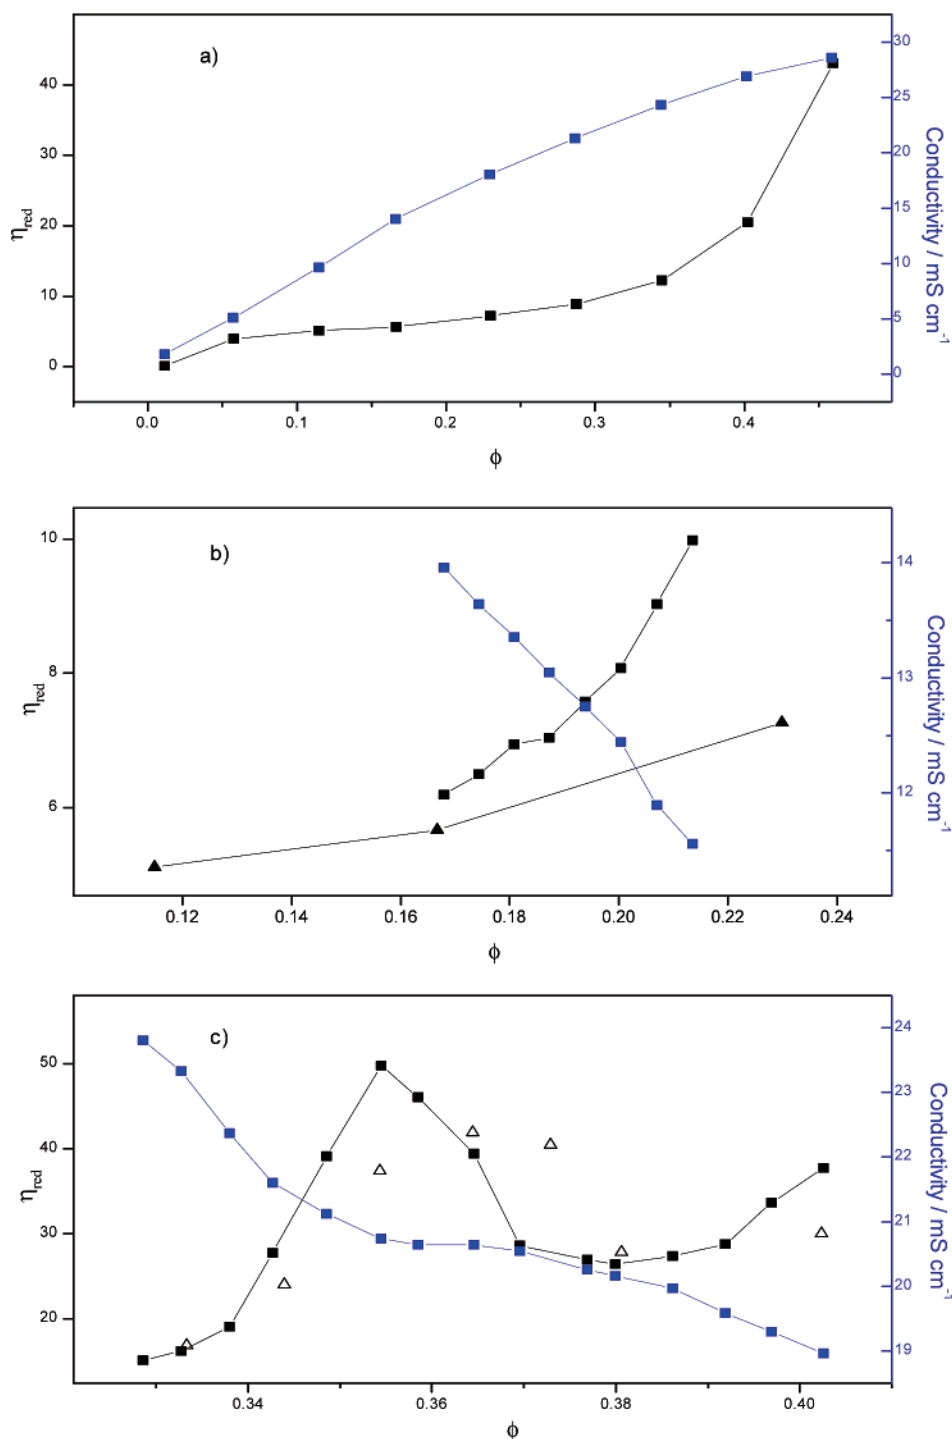 a)
40
30
20
10
0
η_red
30
25
20
15
10
5
0
Conductivity / mS cm⁻¹
0.0 0.1 0.2 0.3 0.4
ϕ
b)
10
8
6
η_red
14
13
12
Conductivity / mS cm⁻¹
0.12 0.14 0.16 0.18 0.20 0.22 0.24
ϕ
c)
50
40
30
20
η_red
24
23
22
21
20
19
Conductivity / mS cm⁻¹
0.34 0.36 0.38 0.40
ϕ